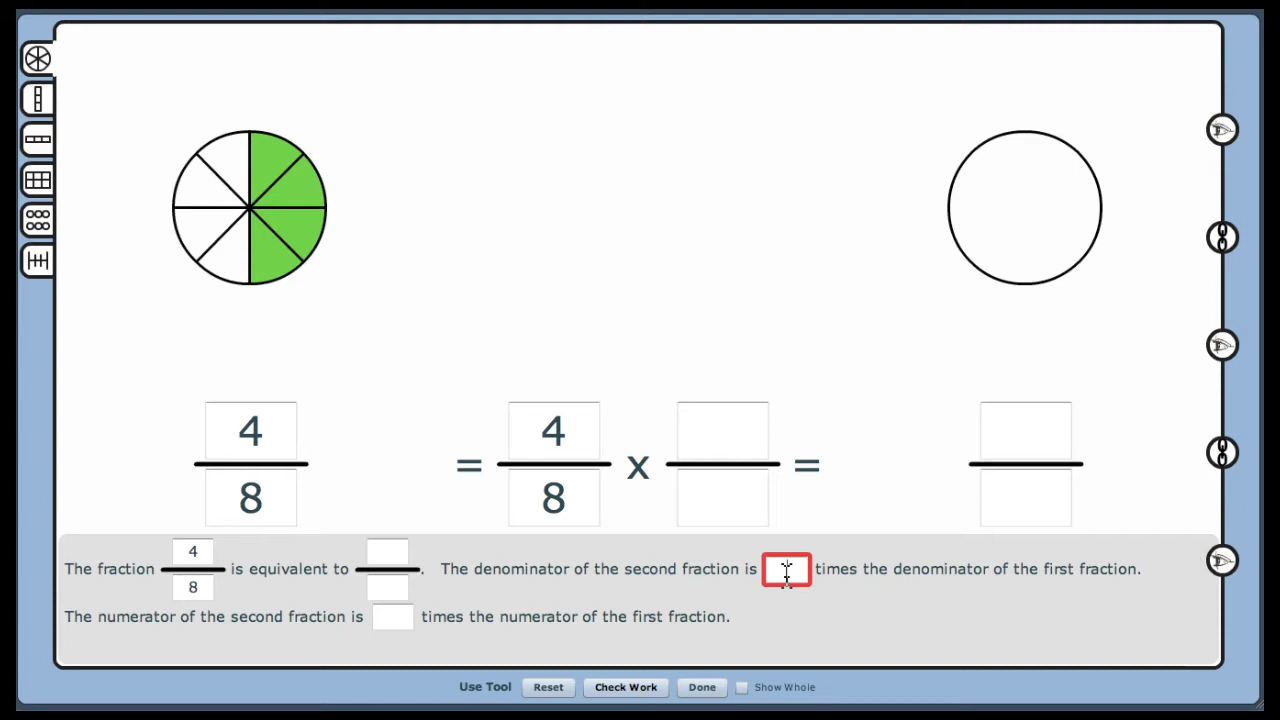 4
8
= 4
8 x =
The fraction 4
8 is equivalent to . The denominator of the second fraction is times the denominator of the first fraction.
The numerator of the second fraction is times the numerator of the first fraction.
Use Tool Reset Check Work Done Show Whole